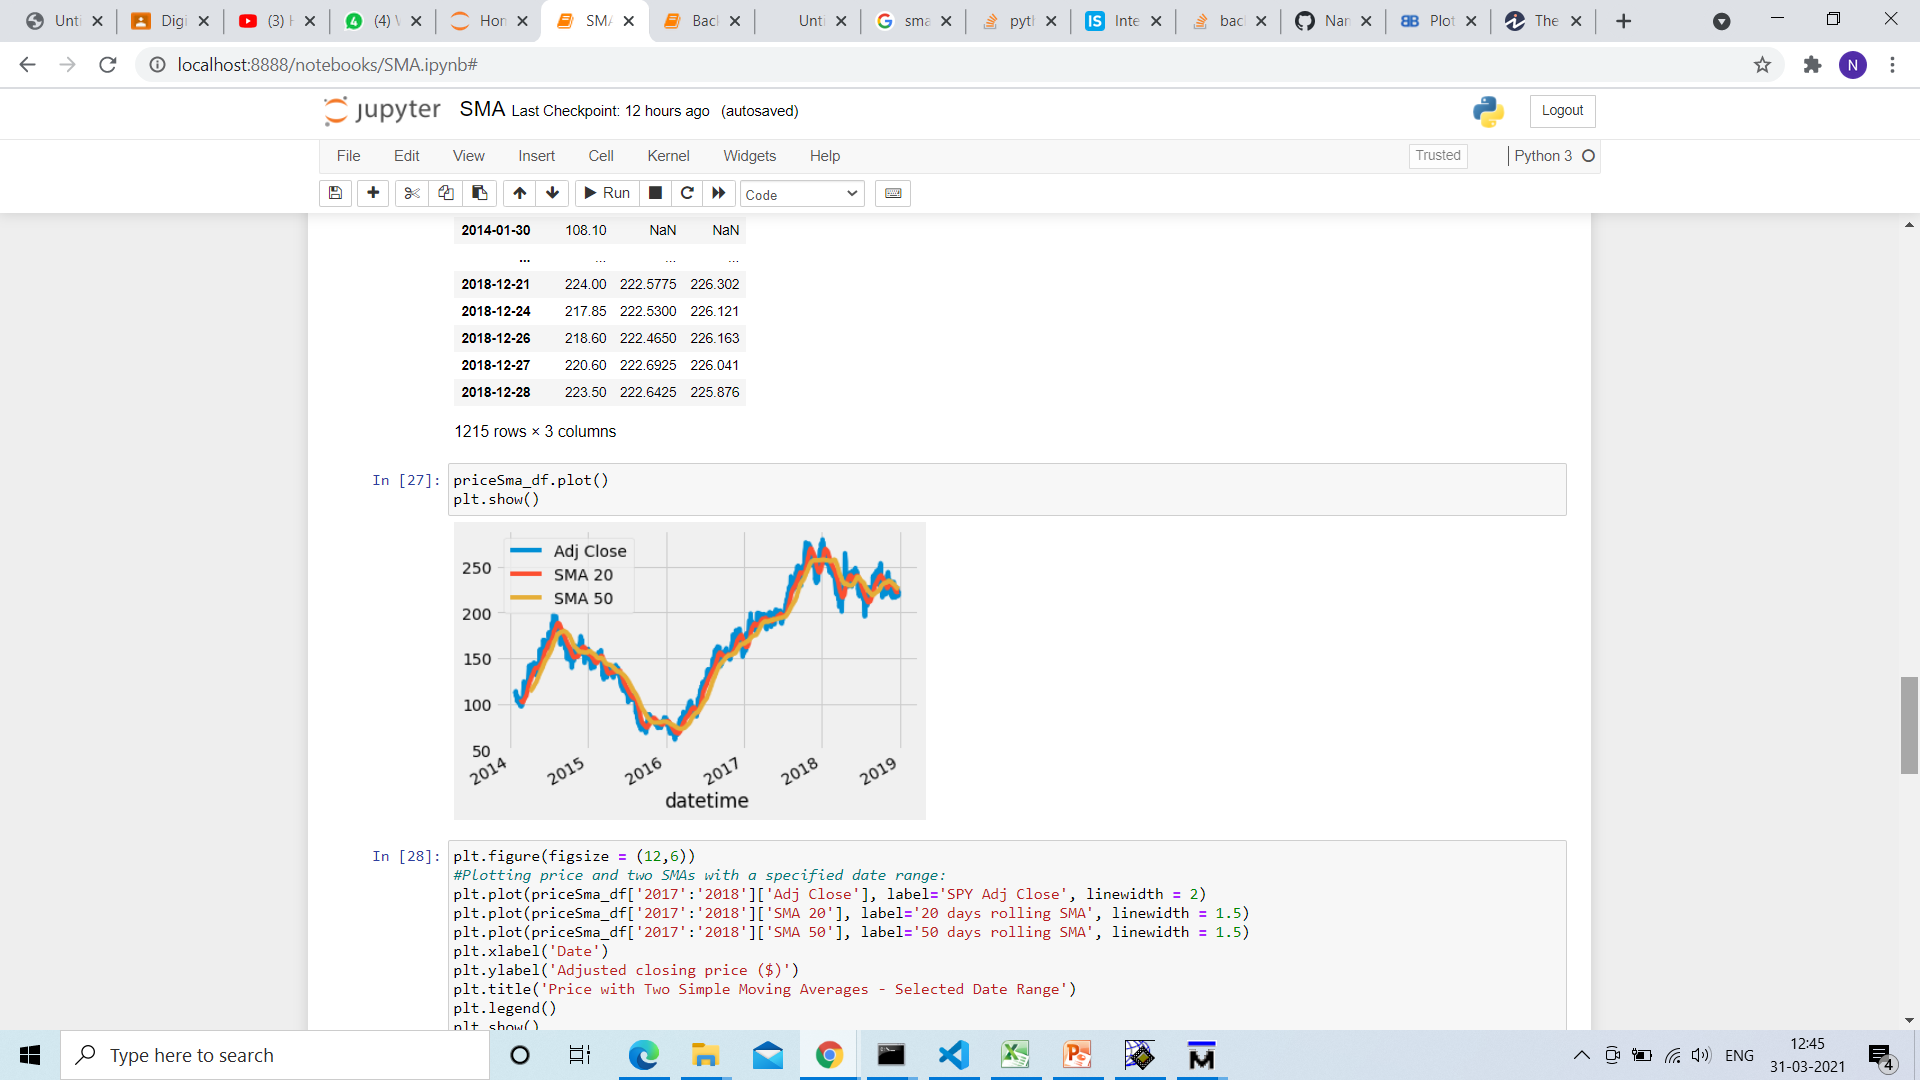 Unti
Digi
(3) H
(4) V
Hon
SMA
Back
Unti
sma
pyth
Inte
bac
Nar
Plot
The
localhost:8888/notebooks/SMA.ipynb#
N
jupyter SMA Last Checkpoint: 12 hours ago (autosaved)
Logout
File Edit View Insert Cell Kernel Widgets Help
Trusted
Python 3
Run
Code
2014-01-30 108.10 NaN NaN
... ... ... ...
2018-12-21 224.00 222.5775 226.302
2018-12-24 217.85 222.5300 226.121
2018-12-26 218.60 222.4650 226.163
2018-12-27 220.60 222.6925 226.041
2018-12-28 223.50 222.6425 225.876
1215 rows × 3 columns
In [27]: priceSma_df.plot()
plt.show()
Adj Close
SMA 20
SMA 50
250
200
150
100
50
2014 2015 2016 2017 2018 2019
datetime
In [28]: plt.figure(figsize = (12,6))
#Plotting price and two SMAs with a specified date range:
plt.plot(priceSma_df['2017':'2018']['Adj Close'], label='SPY Adj Close', linewidth = 2)
plt.plot(priceSma_df['2017':'2018']['SMA 20'], label='20 days rolling SMA', linewidth = 1.5)
plt.plot(priceSma_df['2017':'2018']['SMA 50'], label='50 days rolling SMA', linewidth = 1.5)
plt.xlabel('Date')
plt.ylabel('Adjusted closing price ($)')
plt.title('Price with Two Simple Moving Averages - Selected Date Range')
plt.legend()
plt.show()
Type here to search
ENG
12:45
31-03-2021
4